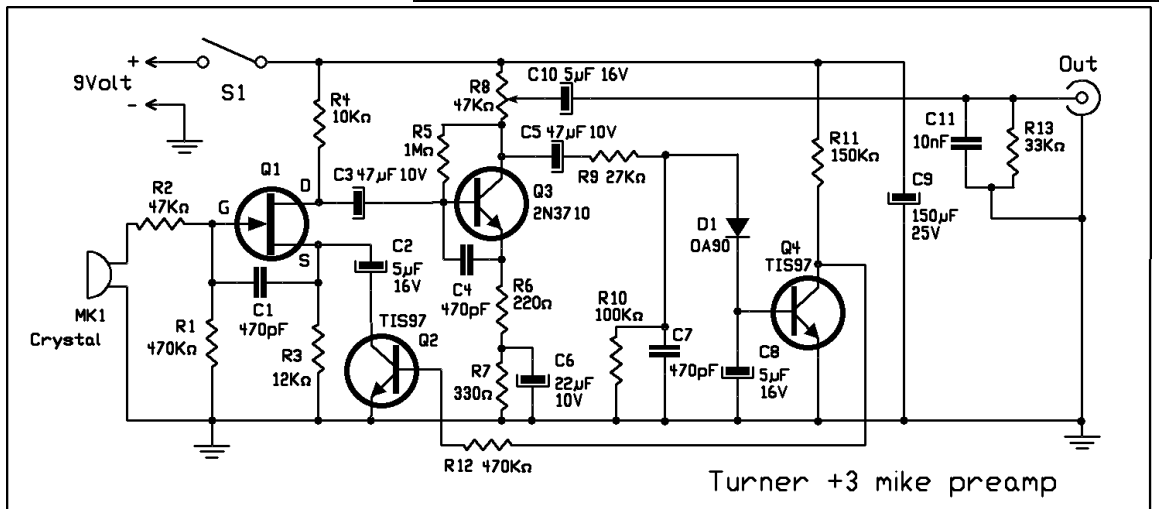 +
9Volt
-
S1
R4
10KΩ
R8
47KΩ
C10 5µF 16V
Out
R5
1MΩ
C5 47µF 10V
R9 27KΩ
R11
150KΩ
C11
10nF
R13
33KΩ
Q1
D
G
S
R2
47KΩ
C3 47µF 10V
Q3
2N3710
C9
150µF
25V
D1
OA90
Q4
TIS97
MK1
Crystal
C1
470pF
C2
5µF
16V
C4
470pF
R6
220Ω
R1
470KΩ
R3
12KΩ
TIS97
Q2
R7
330Ω
C6
22µF
10V
R10
100KΩ
C7
470pF
C8
5µF
16V
R12 470KΩ
Turner +3 mike preamp